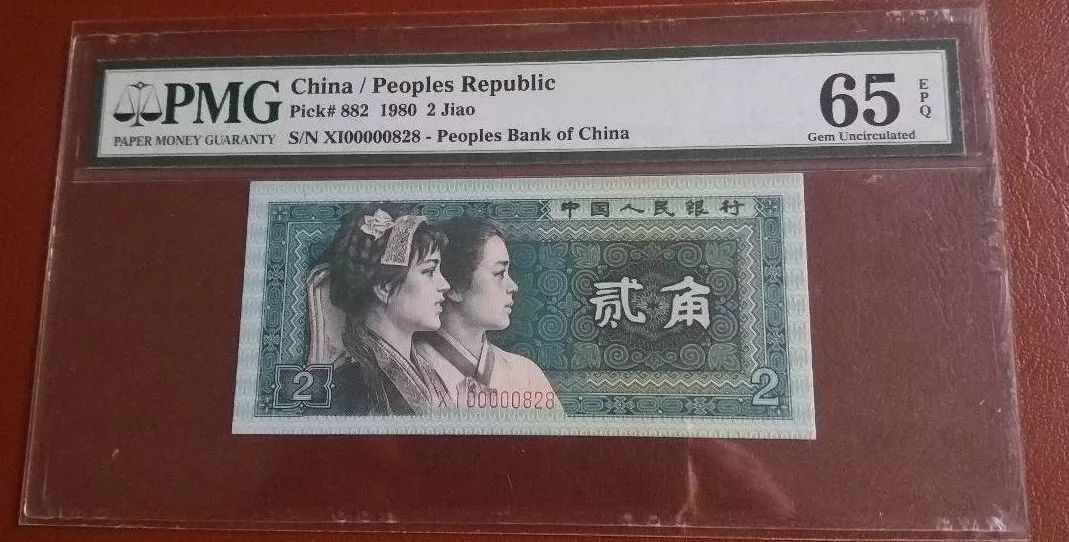 PMG
PAPER MONEY GUARANTY
China / Peoples Republic
Pick# 882 1980 2 Jiao
S/N XI00000828 - Peoples Bank of China
65 EPQ
Gem Uncirculated
中国人民银行
贰角
2
XI00000828
2